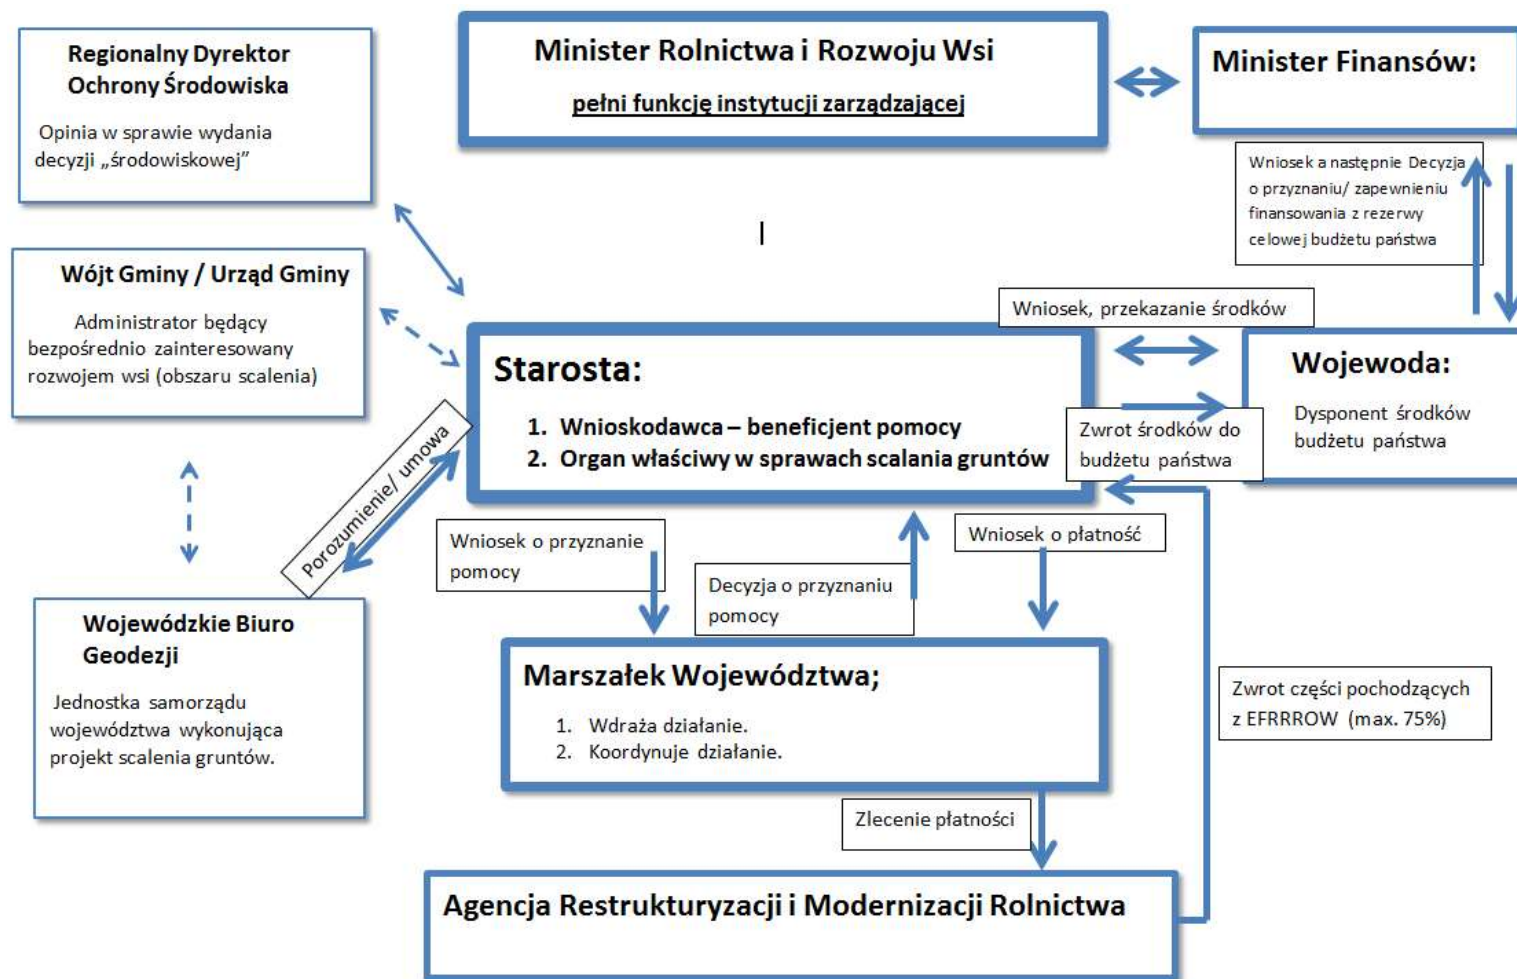 Regionalny Dyrektor
Ochrony Środowiska
Opinia w sprawie wydania
decyzji „środowiskowej”
Minister Rolnictwa i Rozwoju Wsi
pełni funkcję instytucji zarządzającej
Minister Finansów:
Wniosek a następnie Decyzja
o przyznaniu/ zapewnieniu
finansowania z rezerwy
celowej budżetu państwa
Wójt Gminy / Urząd Gminy
Administrator będący
bezpośrednio zainteresowany
rozwojem wsi (obszaru scalenia)
Wniosek, przekazanie środków
Starosta:
1. Wnioskodawca – beneficjent pomocy
2. Organ właściwy w sprawach scalania gruntów
Zwrot środków do
budżetu państwa
Wojewoda:
Dysponent środków
budżetu państwa
Porozumienie/ umowa
Wniosek o przyznanie
pomocy
Decyzja o przyznaniu
pomocy
Wniosek o płatność
Wojewódzkie Biuro
Geodezji
Jednostka samorządu
województwa wykonująca
projekt scalenia gruntów.
Marszałek Województwa;
1. Wdraża działanie.
2. Koordynuje działanie.
Zwrot części pochodzących
z EFRRROW (max. 75%)
Zlecenie płatności
Agencja Restrukturyzacji i Modernizacji Rolnictwa